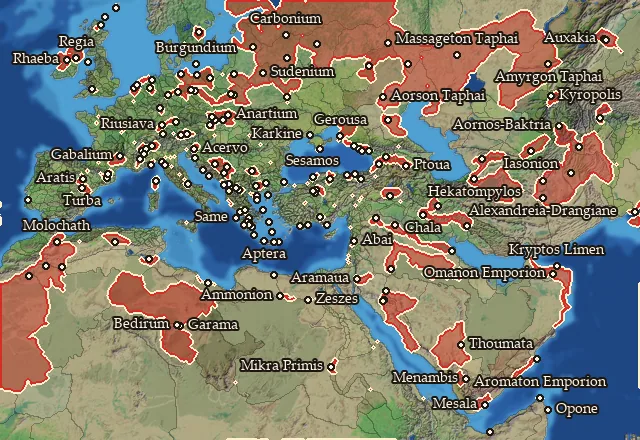 Carbonium
Regia
Burgundium
Massageton Taphai
Auxakia
Rhaeba
Sudenium
Amyrgon Taphai
Aorson Taphai
Kyropolis
Anartium
Gerousa
Riusiava
Karkine
Aornos-Baktria
Acervo
Gabalium
Sesamos
Ptoua
Iasonion
Aratis
Hekatompylos
Turba
Alexandreia-Drangiane
Same
Molochath
Chala
Abai
Aptera
Kryptos Limen
Omanon Emporion
Aramaua
Ammonion
Zeszes
Bedirum
Garama
Thoumata
Mikra Primis
Menambis
Aromaton Emporion
Mesala
Opone